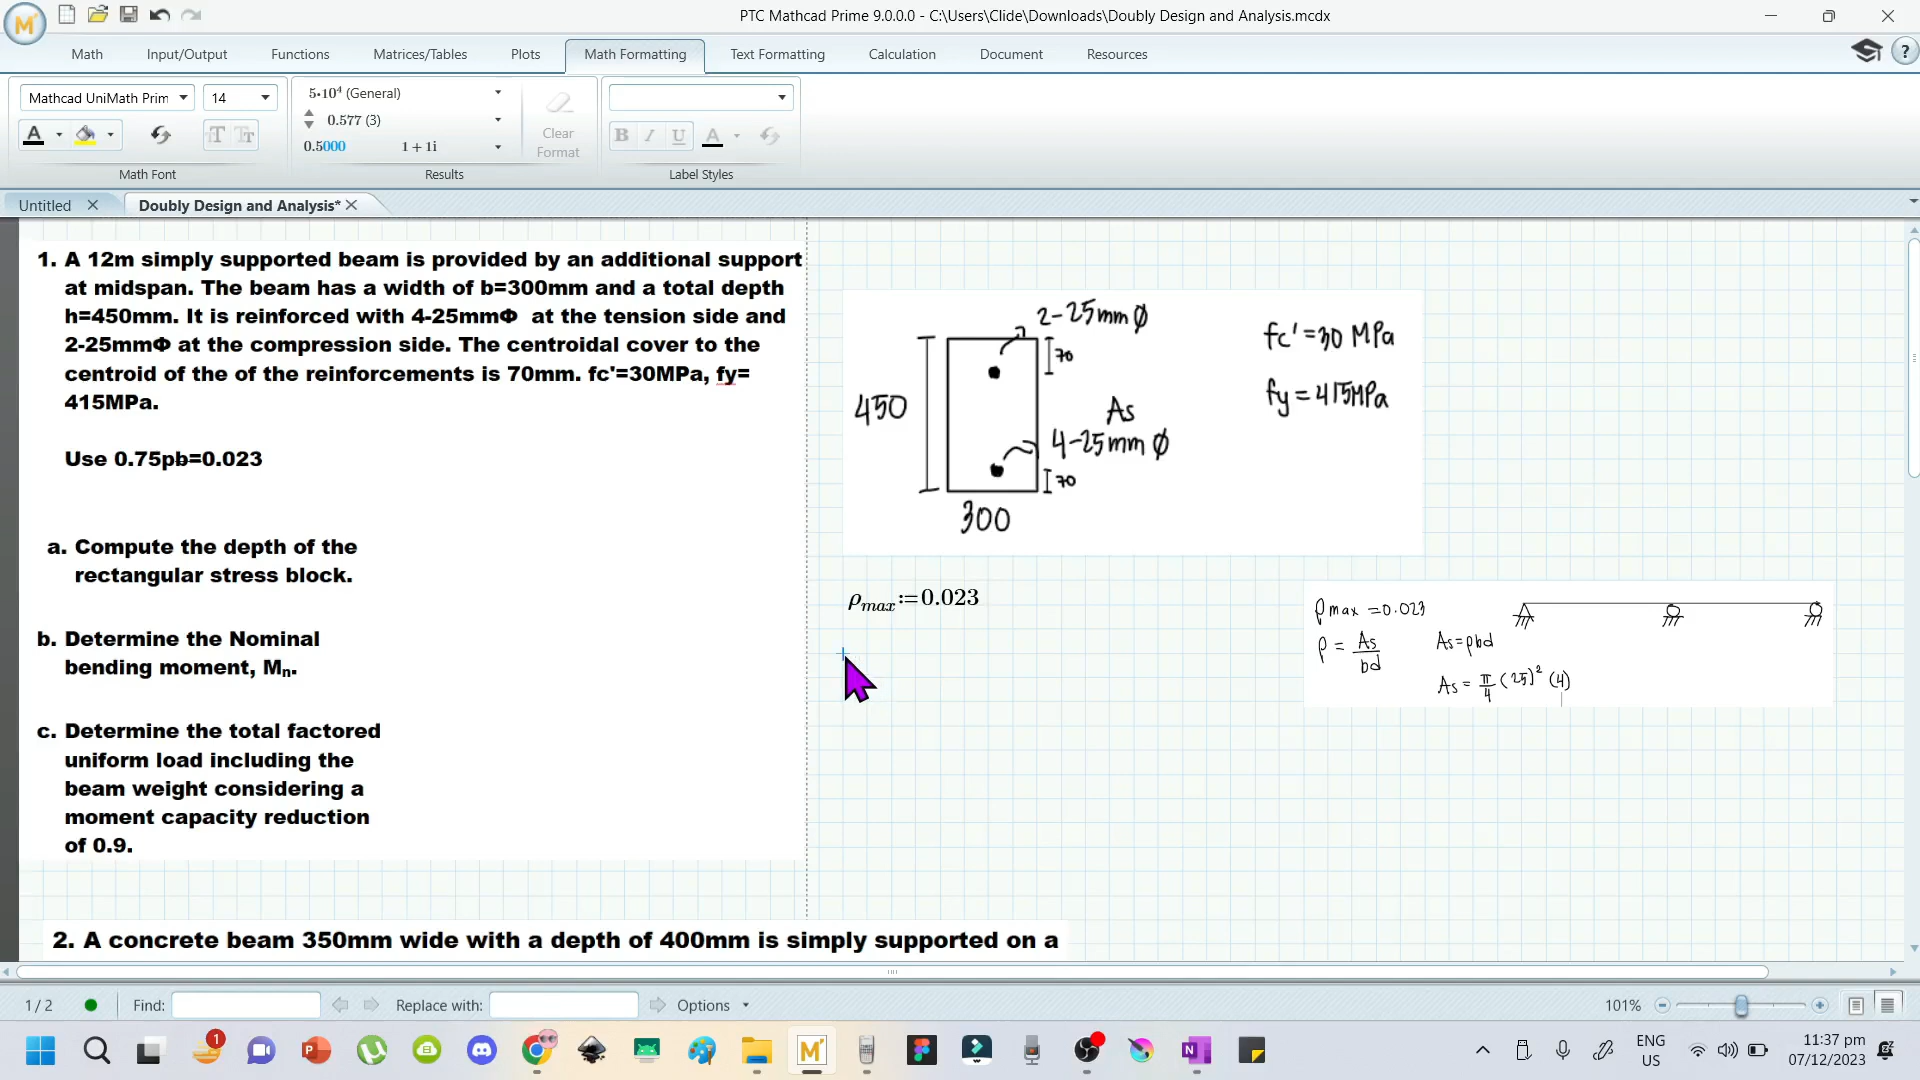 PTC Mathcad Prime 9.0.0.0 - C:\Users\Clide\Downloads\Doubly Design and Analysis.mcdx
Math Input/Output Functions Matrices/Tables Plots Math Formatting Text Formatting Calculation Document Resources
Mathcad UniMath Prim 14
5•10⁴ (General)
0.577 (3)
0.5000 1 + 1i
Clear
Format
B I U A
Math Font Results Label Styles
Untitled Doubly Design and Analysis*
1. A 12m simply supported beam is provided by an additional support
at midspan. The beam has a width of b=300mm and a total depth
h=450mm. It is reinforced with 4-25mmΦ at the tension side and
2-25mmΦ at the compression side. The centroidal cover to the
centroid of the of the reinforcements is 70mm. fc'=30MPa, fy=
415MPa.
Use 0.75pb=0.023
a. Compute the depth of the
rectangular stress block.
b. Determine the Nominal
bending moment, Mn.
c. Determine the total factored
uniform load including the
beam weight considering a
moment capacity reduction
of 0.9.
2-25mm Ø
70
450
As
4-25mm Ø
70
300
fc' = 30 MPa
fy = 415MPa
ρmax := 0.023
ρmax = 0.023
ρ = As/bd As = ρbd
As = π/4 (25)² (4)
2. A concrete beam 350mm wide with a depth of 400mm is simply supported on a
1 / 2 Find: Replace with: Options 101%
1
ENG
US
11:37 pm
07/12/2023